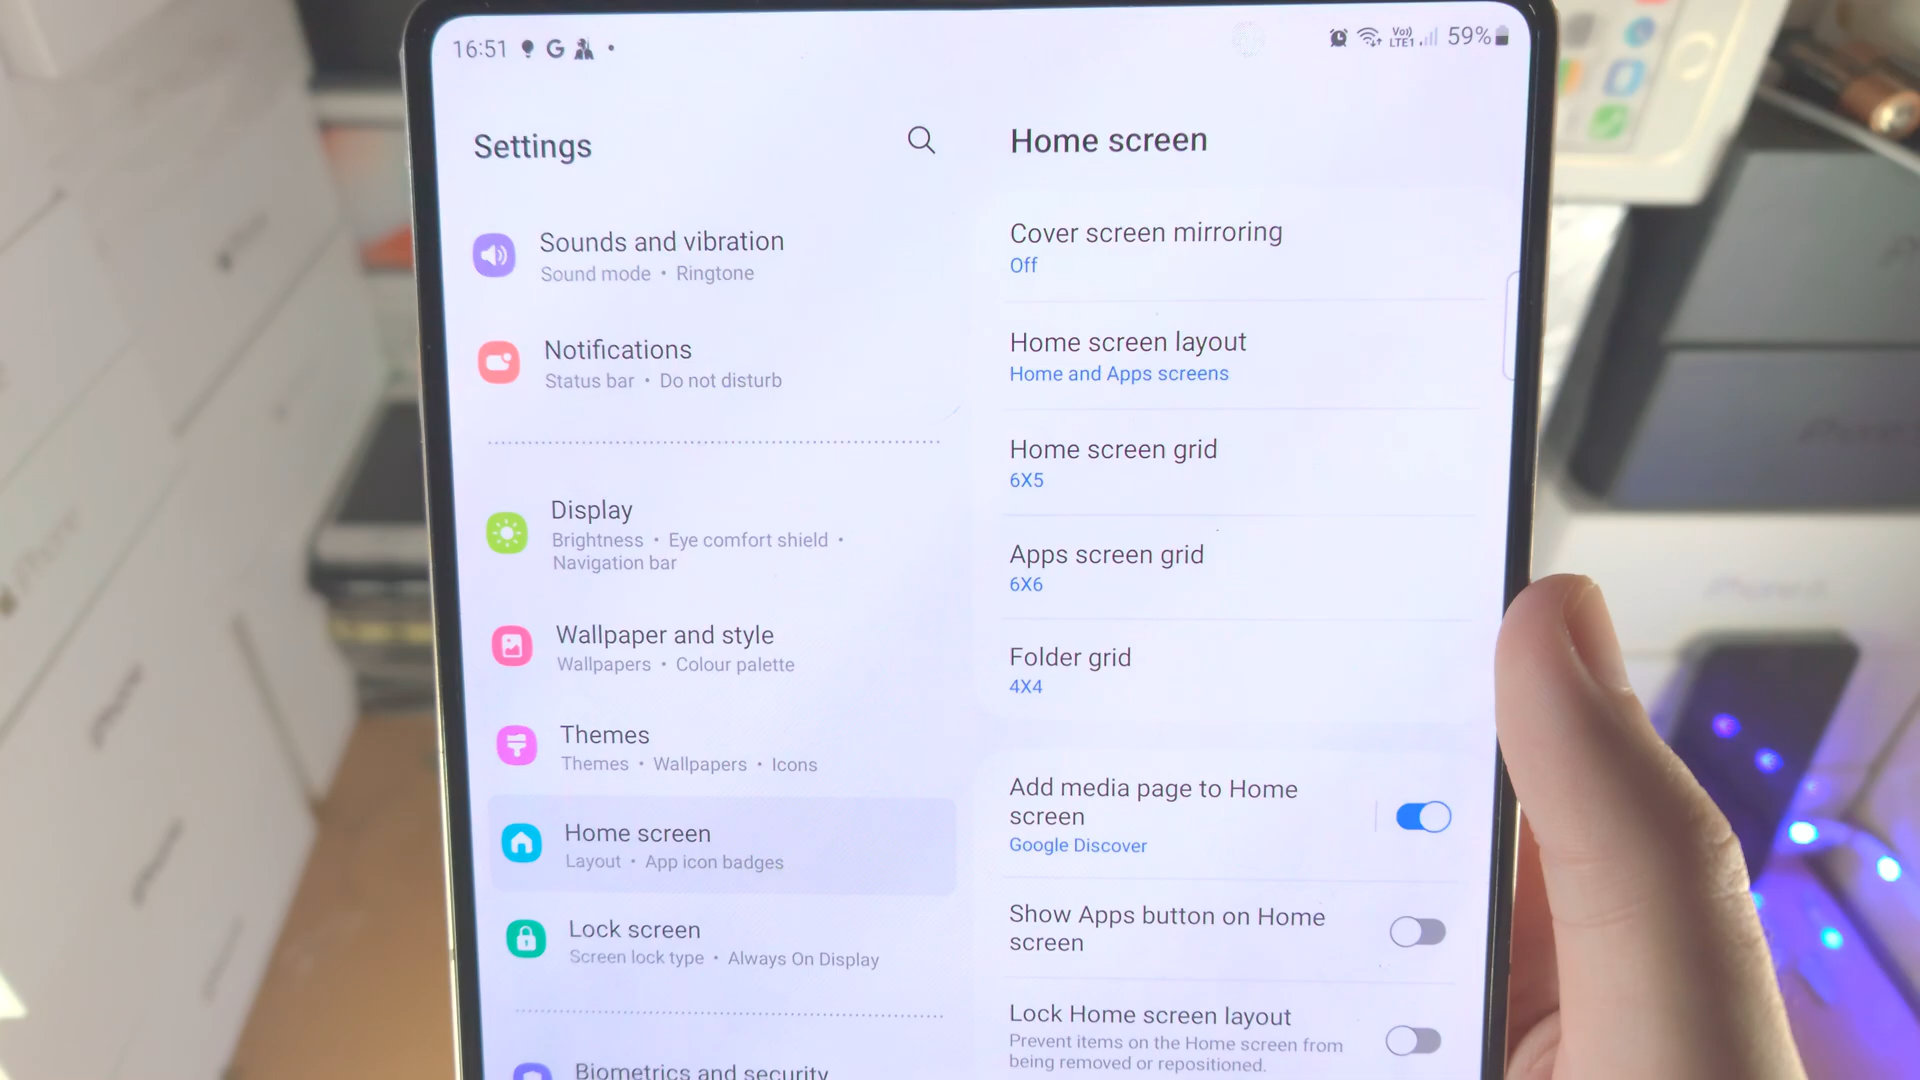 16:51 G
Vo)) LTE1 59%
Settings
Sounds and vibration
Sound mode • Ringtone
Notifications
Status bar • Do not disturb
Display
Brightness • Eye comfort shield •
Navigation bar
Wallpaper and style
Wallpapers • Colour palette
Themes
Themes • Wallpapers • Icons
Home screen
Layout • App icon badges
Lock screen
Screen lock type • Always On Display
Biometrics and security
Home screen
Cover screen mirroring
Off
Home screen layout
Home and Apps screens
Home screen grid
6X5
Apps screen grid
6X6
Folder grid
4X4
Add media page to Home
screen
Google Discover
Show Apps button on Home
screen
Lock Home screen layout
Prevent items on the Home screen from
being removed or repositioned.